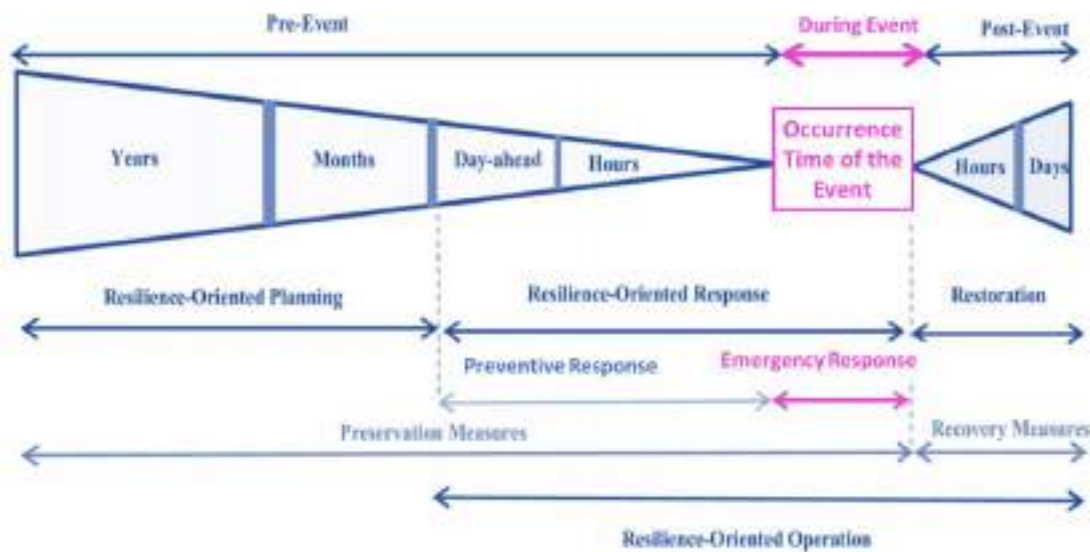 Pre-Event
During Event
Post-Event
Years
Months
Day-ahead
Hours
Occurrence
Time of the
Event
Hours
Days
Resilience-Oriented Planning
Resilience-Oriented Response
Restoration
Preventive Response
Emergency Response
Preservation Measures
Recovery Measures
Resilience-Oriented Operation